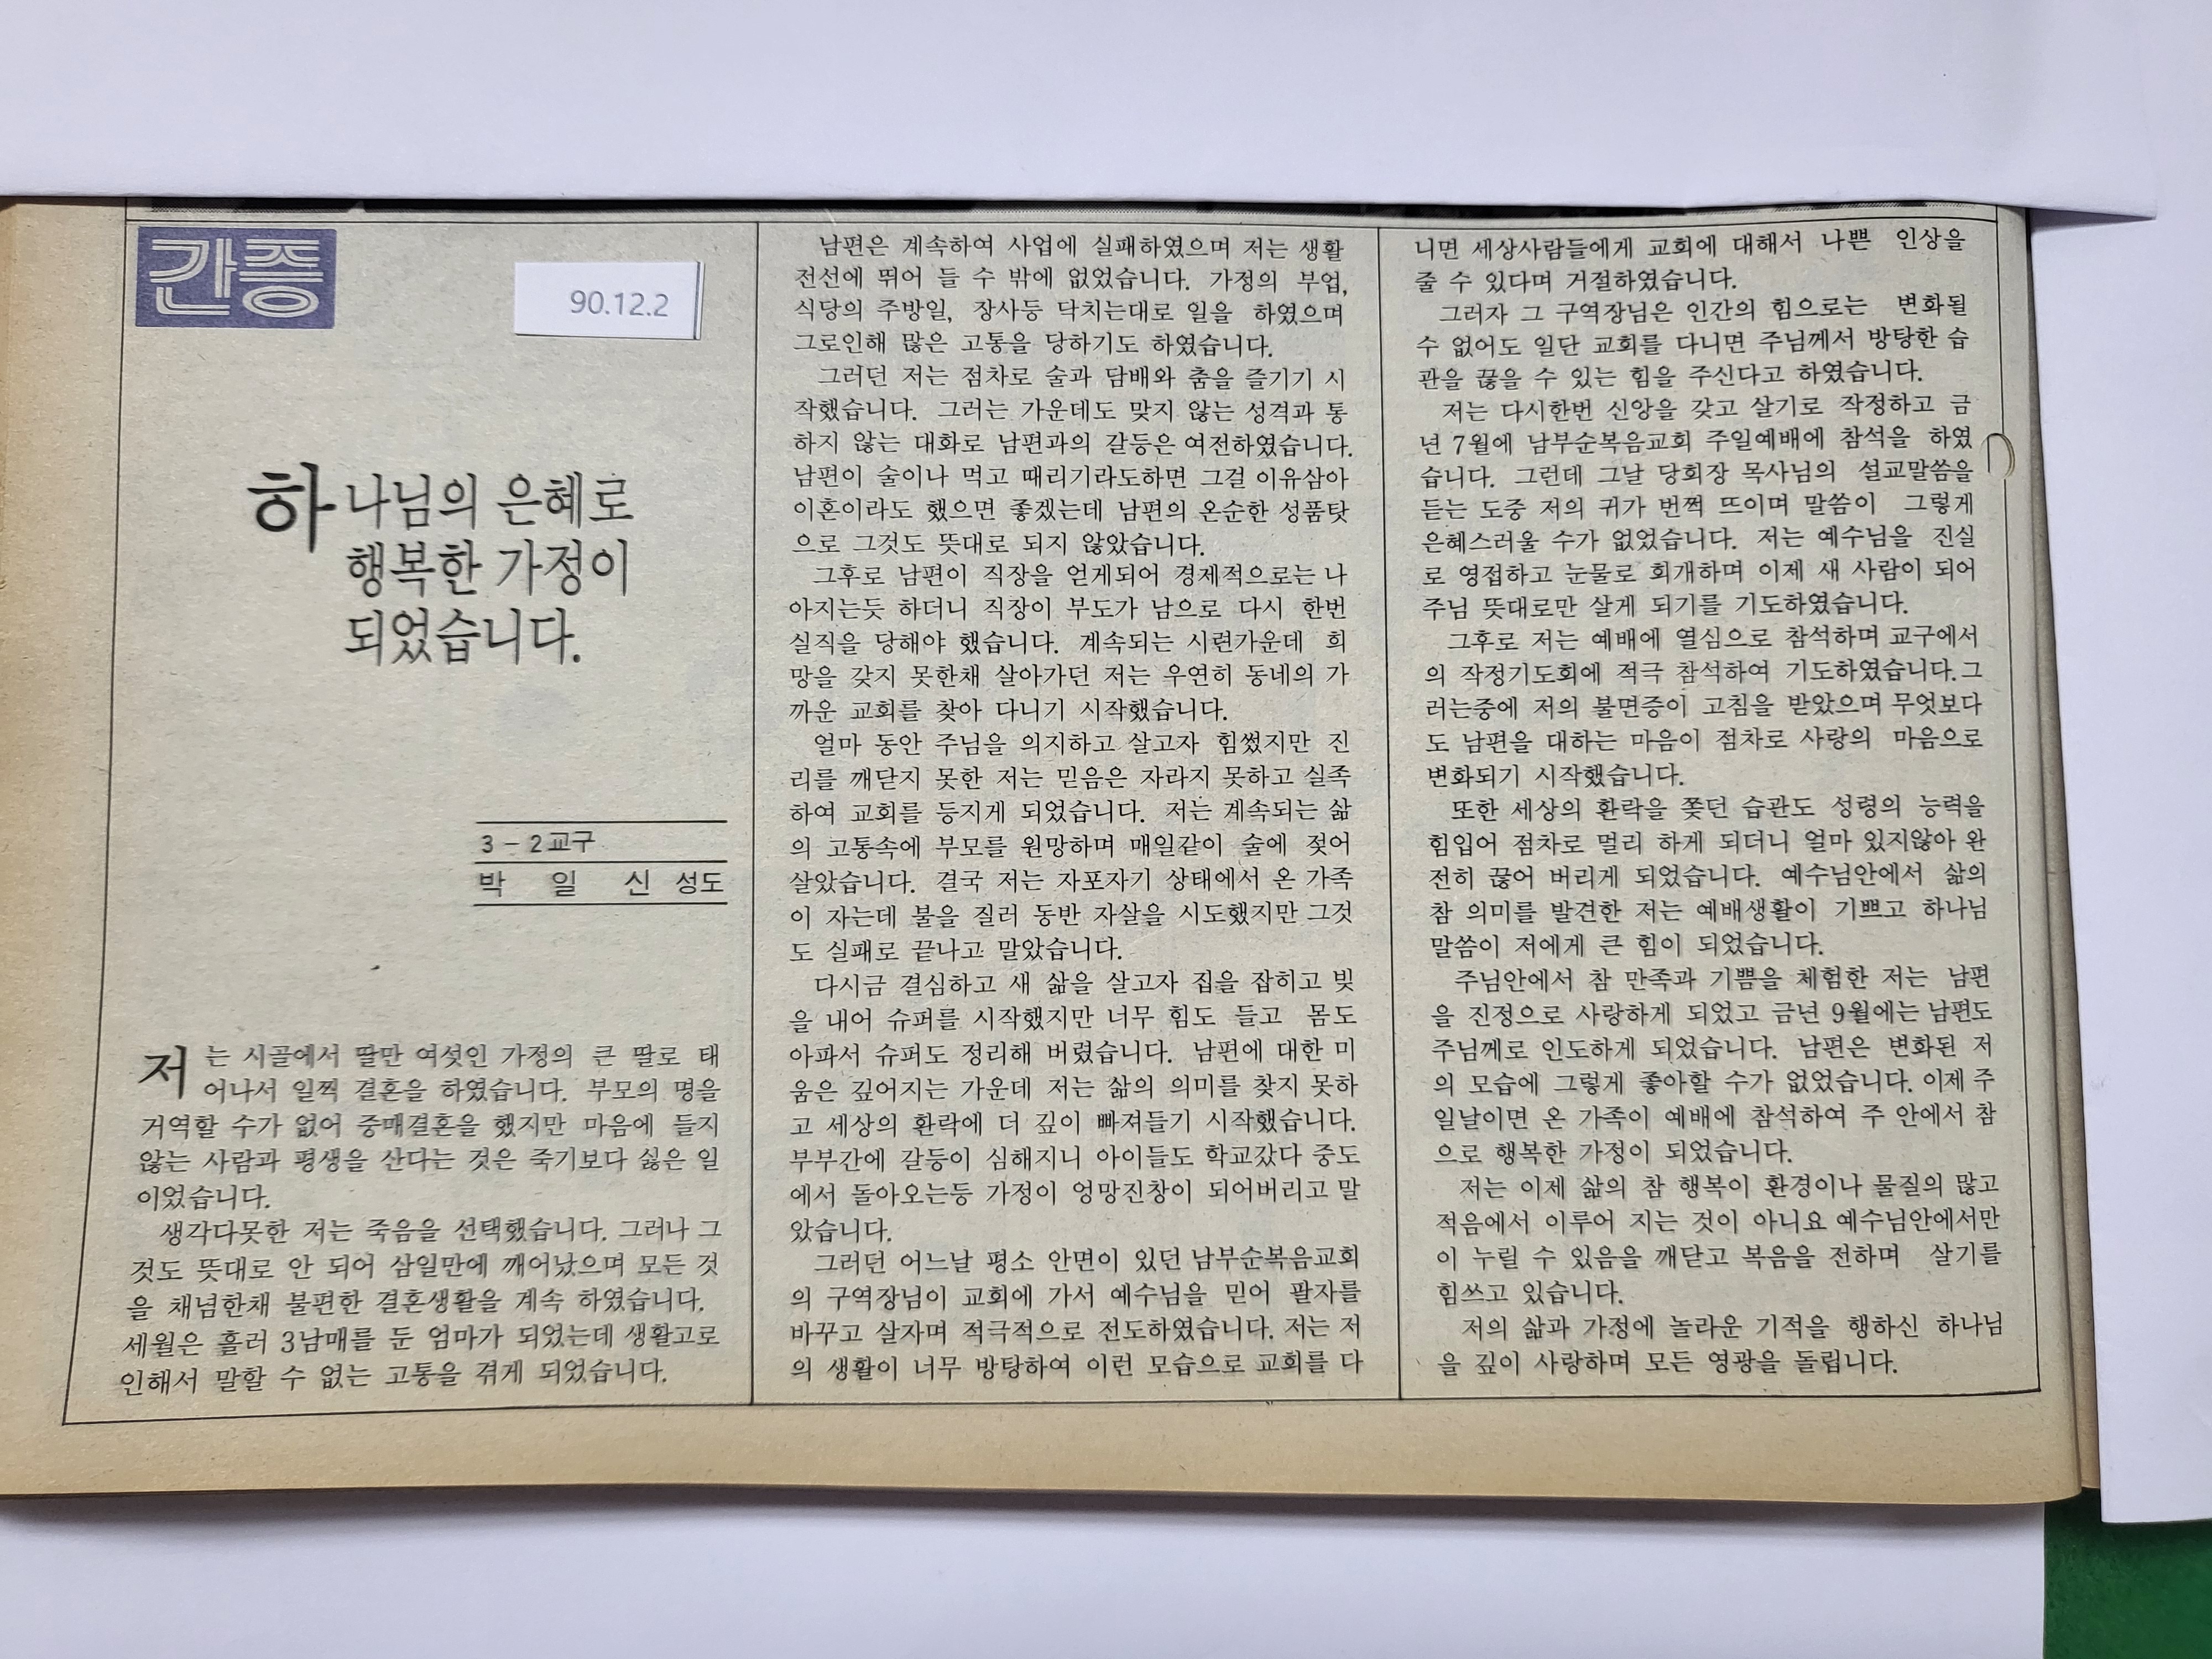 간증
90.12.2
하나님의 은혜로
행복한 가정이
되었습니다.
3-2교구
박 일 신 성도
저는 시골에서 딸만 여섯인 가정의 큰 딸로 태
어나서 일찍 결혼을 하였습니다. 부모의 명을
거역할 수가 없어 중매결혼을 했지만 마음에 들지
않는 사람과 평생을 산다는 것은 죽기보다 싫은 일
이었습니다.
생각다못한 저는 죽음을 선택했습니다. 그러나 그
것도 뜻대로 안 되어 삼일만에 깨어났으며 모든 것
을 채념한채 불편한 결혼생활을 계속 하였습니다.
세월은 흘러 3남매를 둔 엄마가 되었는데 생활고로
인해서 말할 수 없는 고통을 겪게 되었습니다.
남편은 계속하여 사업에 실패하였으며 저는 생활
전선에 뛰어 들 수 밖에 없었습니다. 가정의 부업,
식당의 주방일, 장사등 닥치는대로 일을 하였으며
그로인해 많은 고통을 당하기도 하였습니다.
그러던 저는 점차로 술과 담배와 춤을 즐기기 시
작했습니다. 그러는 가운데도 맞지 않는 성격과 통
하지 않는 대화로 남편과의 갈등은 여전하였습니다.
남편이 술이나 먹고 때리기라도하면 그걸 이유삼아
이혼이라도 했으면 좋겠는데 남편의 온순한 성품탓
으로 그것도 뜻대로 되지 않았습니다.
그후로 남편이 직장을 얻게되어 경제적으로는 나
아지는듯 하더니 직장이 부도가 남으로 다시 한번
실직을 당해야 했습니다. 계속되는 시련가운데 희
망을 갖지 못한채 살아가던 저는 우연히 동네의 가
까운 교회를 찾아 다니기 시작했습니다.
얼마 동안 주님을 의지하고 살고자 힘썼지만 진
리를 깨닫지 못한 저는 믿음은 자라지 못하고 실족
하여 교회를 등지게 되었습니다. 저는 계속되는 삶
의 고통속에 부모를 원망하며 매일같이 술에 젖어
살았습니다. 결국 저는 자포자기 상태에서 온 가족
이 자는데 불을 질러 동반 자살을 시도했지만 그것
도 실패로 끝나고 말았습니다.
다시금 결심하고 새 삶을 살고자 집을 잡히고 빚
을 내어 슈퍼를 시작했지만 너무 힘도 들고 몸도
아파서 슈퍼도 정리해 버렸습니다. 남편에 대한 미
움은 깊어지는 가운데 저는 삶의 의미를 찾지 못하
고 세상의 환락에 더 깊이 빠져들기 시작했습니다.
부부간에 갈등이 심해지니 아이들도 학교갔다 중도
에서 돌아오는등 가정이 엉망진창이 되어버리고 말
았습니다.
그러던 어느날 평소 안면이 있던 남부순복음교회
의 구역장님이 교회에 가서 예수님을 믿어 팔자를
바꾸고 살자며 적극적으로 전도하였습니다. 저는 저
의 생활이 너무 방탕하여 이런 모습으로 교회를 다
니면 세상사람들에게 교회에 대해서 나쁜 인상을
줄 수 있다며 거절하였습니다.
그러자 그 구역장님은 인간의 힘으로는 변화될
수 없어도 일단 교회를 다니면 주님께서 방탕한 습
관을 끊을 수 있는 힘을 주신다고 하였습니다.
저는 다시한번 신앙을 갖고 살기로 작정하고 금
년 7월에 남부순복음교회 주일예배에 참석을 하였
습니다. 그런데 그날 당회장 목사님의 설교말씀을
듣는 도중 저의 귀가 번쩍 뜨이며 말씀이 그렇게
은혜스러울 수가 없었습니다. 저는 예수님을 진실
로 영접하고 눈물로 회개하며 이제 새 사람이 되어
주님 뜻대로만 살게 되기를 기도하였습니다.
그후로 저는 예배에 열심으로 참석하며 교구에서
의 작정기도회에 적극 참석하여 기도하였습니다. 그
러는중에 저의 불면증이 고침을 받았으며 무엇보다
도 남편을 대하는 마음이 점차로 사랑의 마음으로
변화되기 시작했습니다.
또한 세상의 환락을 쫓던 습관도 성령의 능력을
힘입어 점차로 멀리 하게 되더니 얼마 있지않아 완
전히 끊어 버리게 되었습니다. 예수님안에서 삶의
참 의미를 발견한 저는 예배생활이 기쁘고 하나님
말씀이 저에게 큰 힘이 되었습니다.
주님안에서 참 만족과 기쁨을 체험한 저는 남편
을 진정으로 사랑하게 되었고 금년 9월에는 남편도
주님께로 인도하게 되었습니다. 남편은 변화된 저
의 모습에 그렇게 좋아할 수가 없었습니다. 이제 주
일날이면 온 가족이 예배에 참석하여 주 안에서 참
으로 행복한 가정이 되었습니다.
저는 이제 삶의 참 행복이 환경이나 물질의 많고
적음에서 이루어 지는 것이 아니요 예수님안에서만
이 누릴 수 있음을 깨닫고 복음을 전하며 살기를
힘쓰고 있습니다.
저의 삶과 가정에 놀라운 기적을 행하신 하나님
을 깊이 사랑하며 모든 영광을 돌립니다.